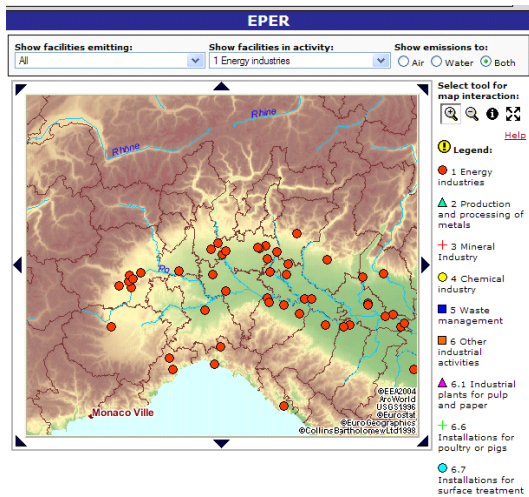 EPER
Show facilities emitting:
Show facilities in activity:
Show emissions to:
All
1 Energy industries
Air
Water
Both
Select tool for
map interaction:
Help
Legend:
1 Energy
industries
2 Production
and processing of
metals
3 Mineral
Industry
4 Chemical
industry
5 Waste
management
6 Other
industrial
activities
6.1 Industrial
plants for pulp
and paper
6.6
Installations for
poultry or pigs
6.7
Installations for
surface treatment
Rhine
Rhône
Po
Monaco Ville
©EEA2004
ArcWorld
USGS1996
©Eurostat
©EuroGeographics
©CollinsBartholomewLtd1998